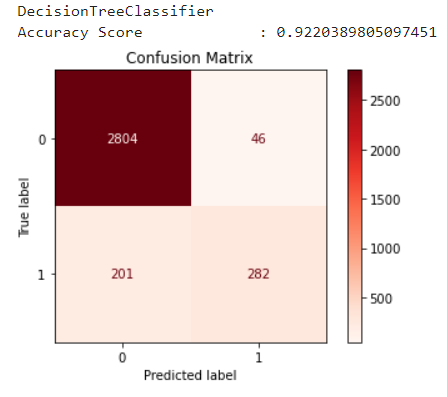 DecisionTreeClassifier
Accuracy Score : 0.9220389805097451
Confusion Matrix
2500
0 2804 46
2000
True label
1500
1000
1 201 282
500
0 1
Predicted label